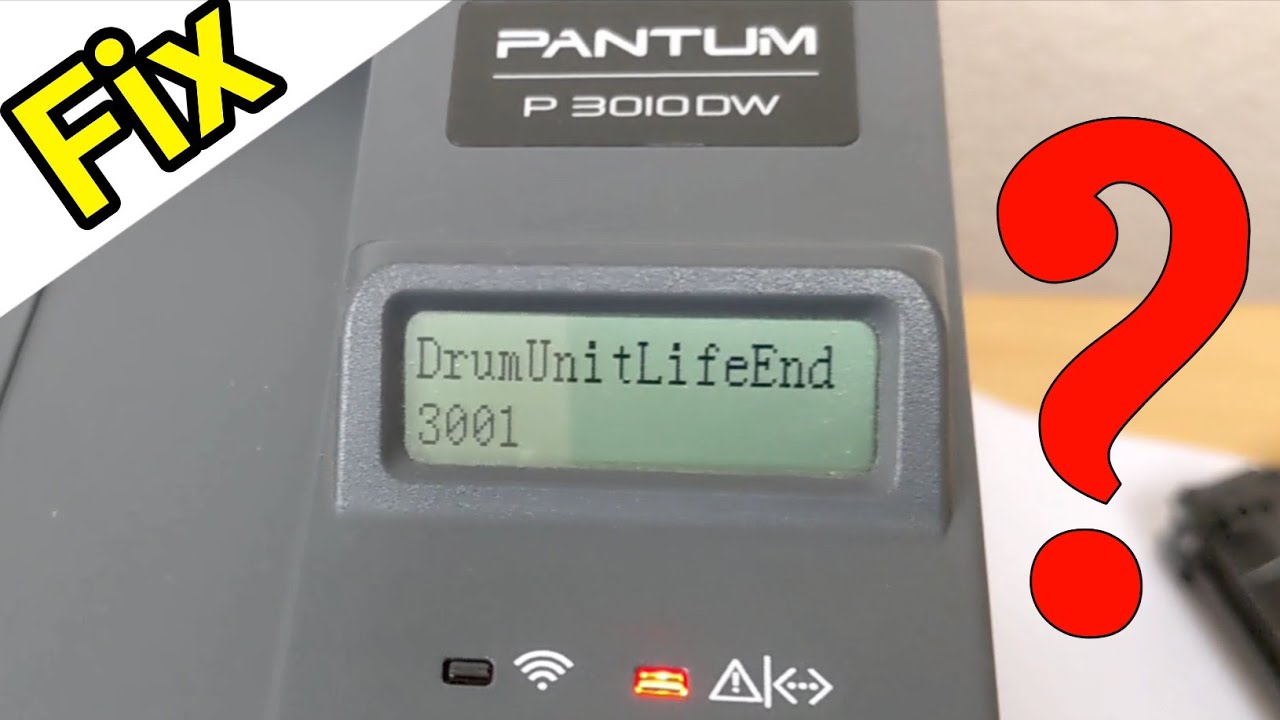 Fix
PANTUM
P 3010DW
DrumUnitLifeEnd
3001
?